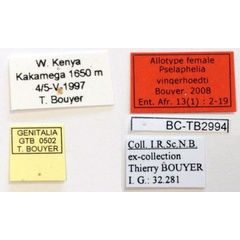 W. Kenya
Kakamega 1650 m
4/5-V-1997
T. Bouyer
Allotype female
Pselaphelia
vingerhoedti
Bouyer, 2008
Ent. Afr. 13(1) : 2-19
BC-TB2994
GENITALIA
GTB 0502
T. BOUYER
Coll. I.R.Sc.N.B.
ex-collection
Thierry BOUYER
I. G.: 32.281